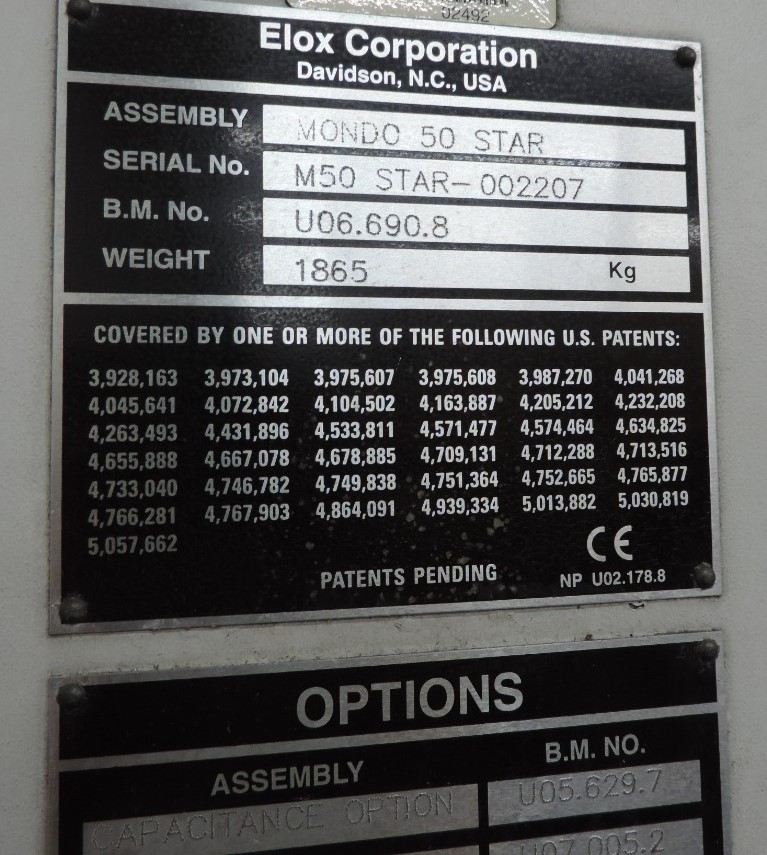 02492
Elox Corporation
Davidson, N.C., USA
ASSEMBLY MONDO 50 STAR
SERIAL No. M50 STAR-002207
B.M. No. U06.690.8
WEIGHT 1865 Kg
COVERED BY ONE OR MORE OF THE FOLLOWING U.S. PATENTS:
3,928,163 3,973,104 3,975,607 3,975,608 3,987,270 4,041,268
4,045,641 4,072,842 4,104,502 4,163,887 4,205,212 4,232,208
4,263,493 4,431,896 4,533,811 4,571,477 4,574,464 4,634,825
4,655,888 4,667,078 4,678,885 4,709,131 4,712,288 4,713,516
4,733,040 4,746,782 4,749,838 4,751,364 4,752,665 4,765,877
4,766,281 4,767,903 4,864,091 4,939,334 5,013,882 5,030,819
5,057,662
CE
PATENTS PENDING NP U02.178.8
OPTIONS
ASSEMBLY B.M. NO.
CAPACITANCE OPTION U05.629.7
U07.005.2